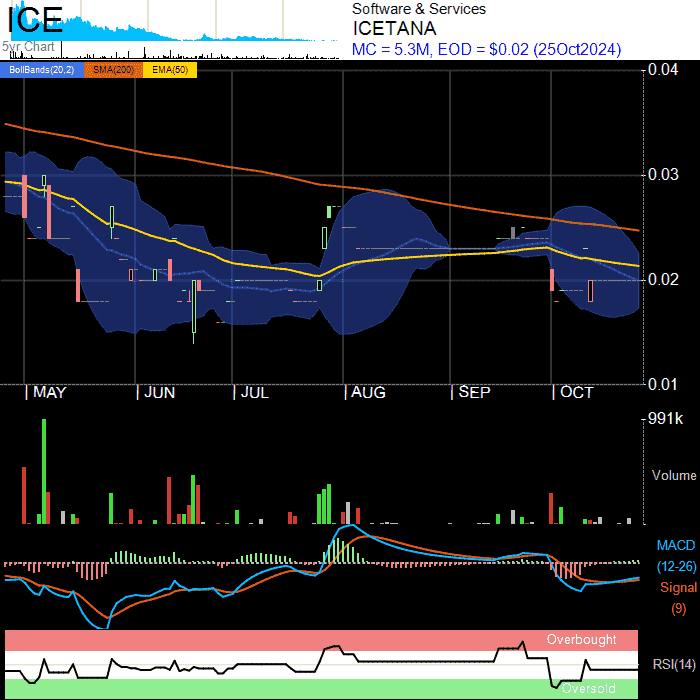 ICE
5yr Chart
Software & Services
ICETANA
MC = 5.3M, EOD = $0.02 (25Oct2024)
BollBands(20,2) SMA(200) EMA(50)
0.04
0.03
0.02
0.01
MAY JUN JUL AUG SEP OCT
991k
Volume
MACD
(12-26)
Signal
(9)
Overbought
RSI(14)
Oversold